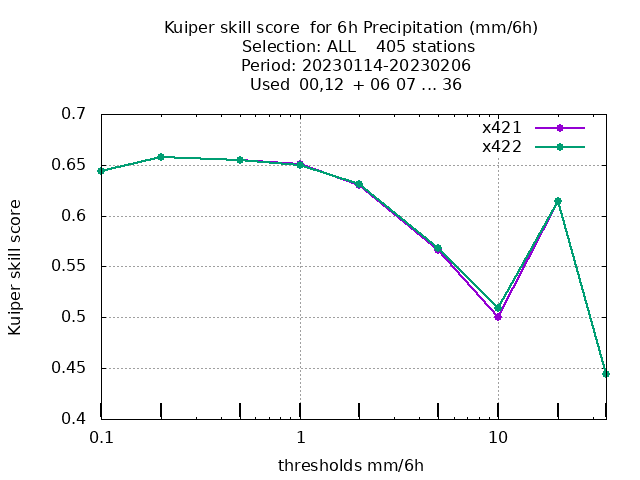 Kuiper skill score  for 6h Precipitation (mm/6h)
Selection: ALL    405 stations
Period: 20230114-20230206
Used  00,12  + 06 07 ... 36
0.7
0.65
0.6
0.55
0.5
0.45
0.4
Kuiper skill score
x421
x422
0.1
1
10
thresholds mm/6h